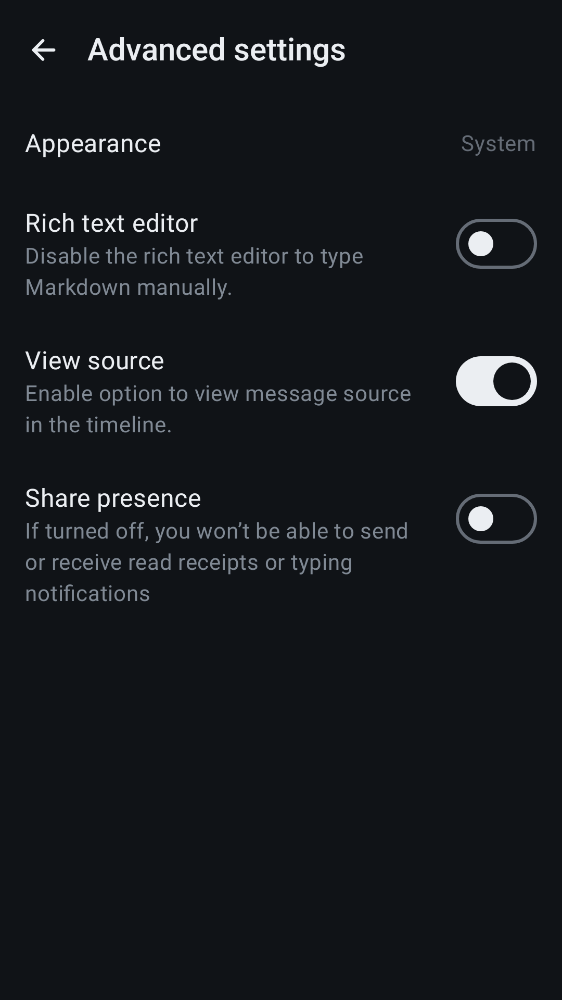 Advanced settings
Appearance
System
Rich text editor
Disable the rich text editor to type
Markdown manually.
View source
Enable option to view message source
in the timeline.
Share presence
If turned off, you won’t be able to send
or receive read receipts or typing
notifications